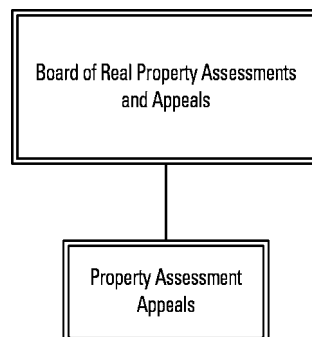 Board of Real Property Assessments
and Appeals
Property Assessment
Appeals